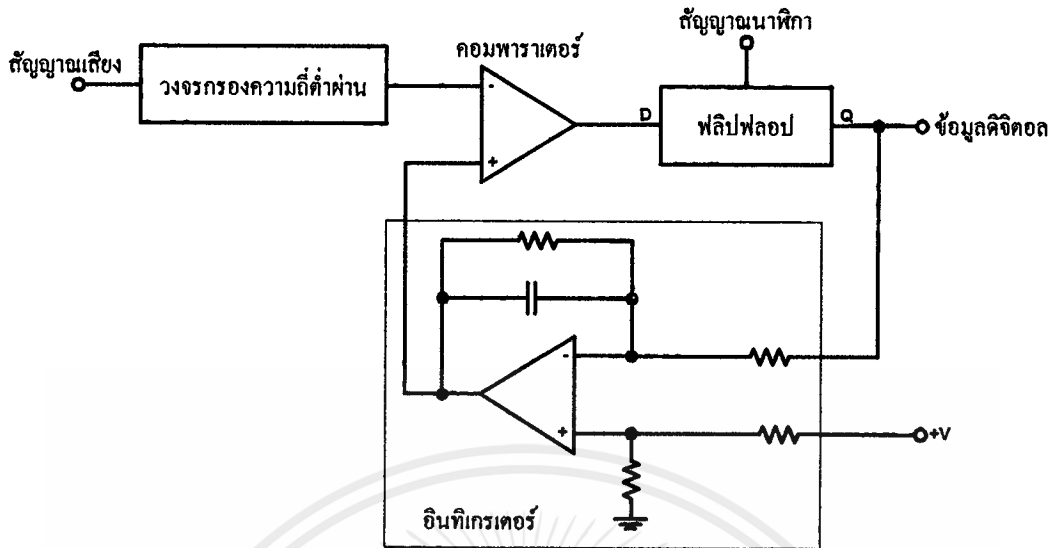 สัญญาณนาฬิกา
สัญญาณเสียง
คอมพาราเตอร์
วงจรกรองความถี่ต่ำผ่าน
-
+
D
ฟลิปฟลอป
Q
ข้อมูลดิจิตอล
-
+
+V
อินทิเกรเตอร์